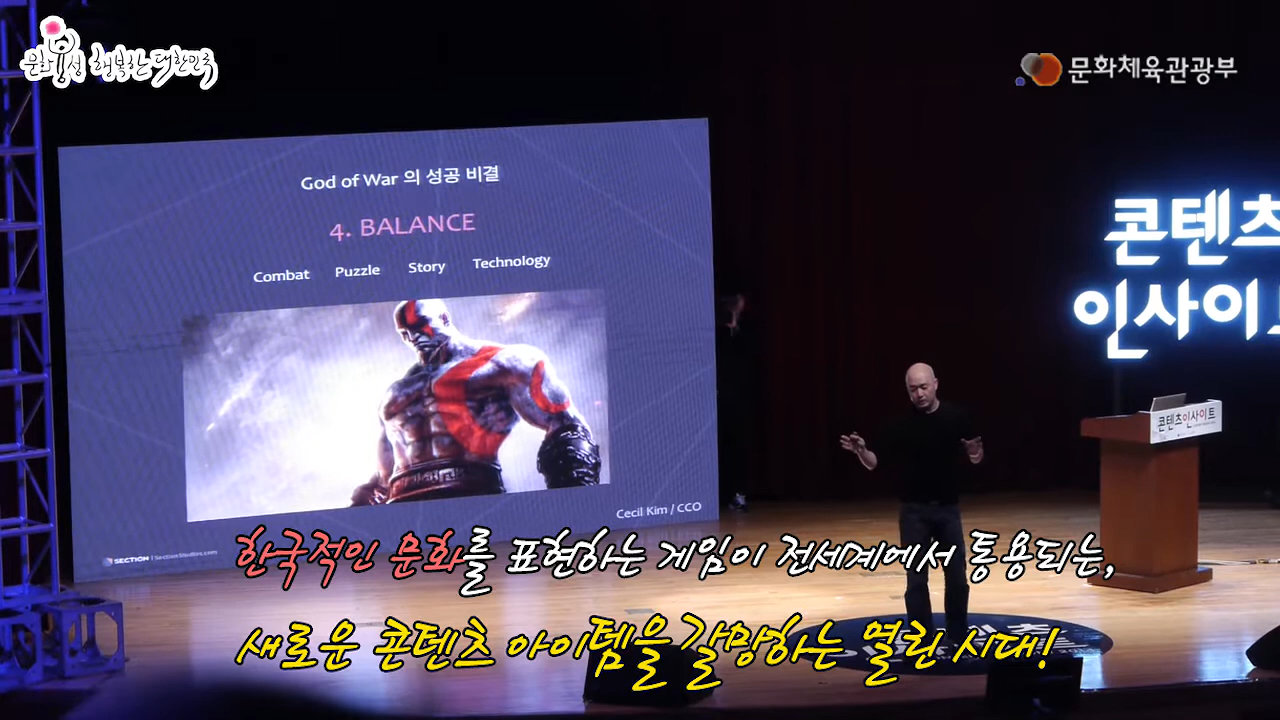 문화융성 행복한 대한민국
문화체육관광부
God of War 의 성공 비결
4. BALANCE
Combat Puzzle Story Technology
Cecil Kim / CCO
SECTION | SectionStudios.com
콘텐츠
인사이트
콘텐츠인사이트
한국적인 문화를 표현하는 게임이 전세계에서 통용되는,
새로운 콘텐츠 아이템을 갈망하는 열린 시대!